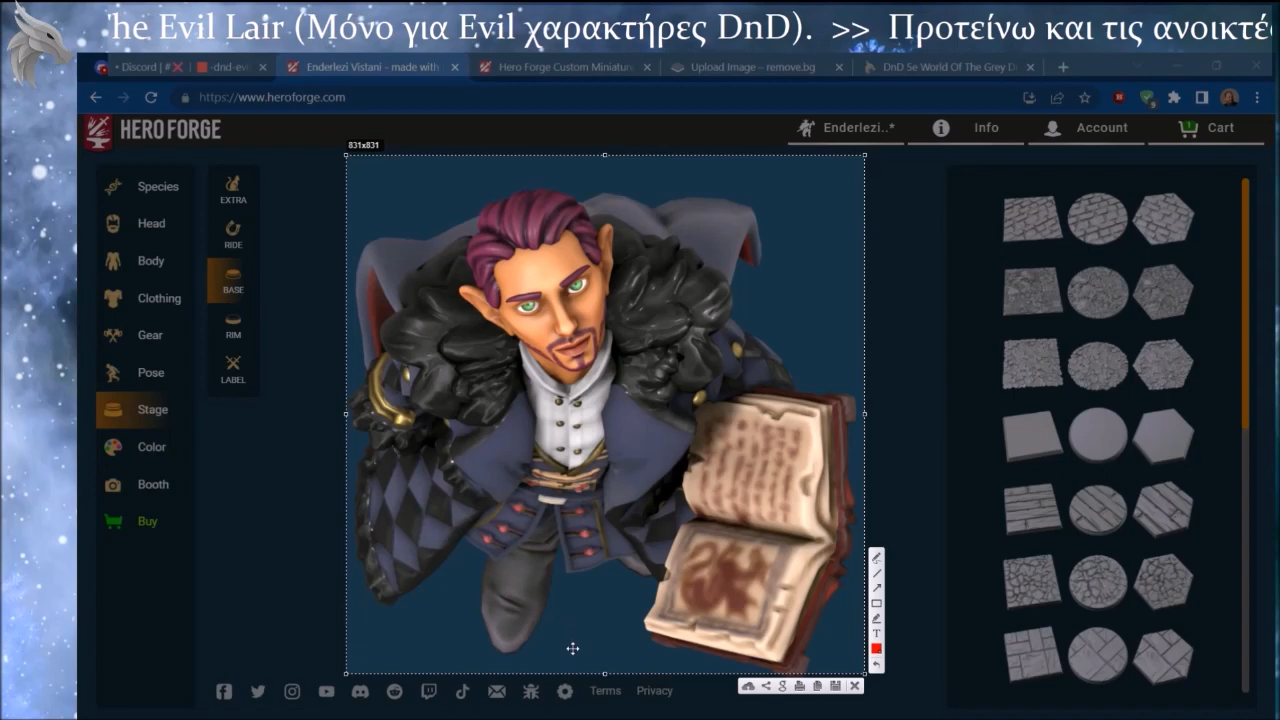 he Evil Lair (Μόνο για Evil χαρακτήρες DnD). >> Προτείνω και τις ανοικτέ
• Discord | #❌ 🟥-dnd-evi
Enderlezi Vistani - made with
Hero Forge Custom Miniature
Upload Image – remove.bg
DnD 5e World Of The Grey D
https://www.heroforge.com
HERO FORGE
Enderlezi..*
Info
Account
1
Cart
831x831
Species
Head
Body
Clothing
Gear
Pose
Stage
Color
Booth
Buy
EXTRA
RIDE
BASE
RIM
LABEL
T
Terms
Privacy